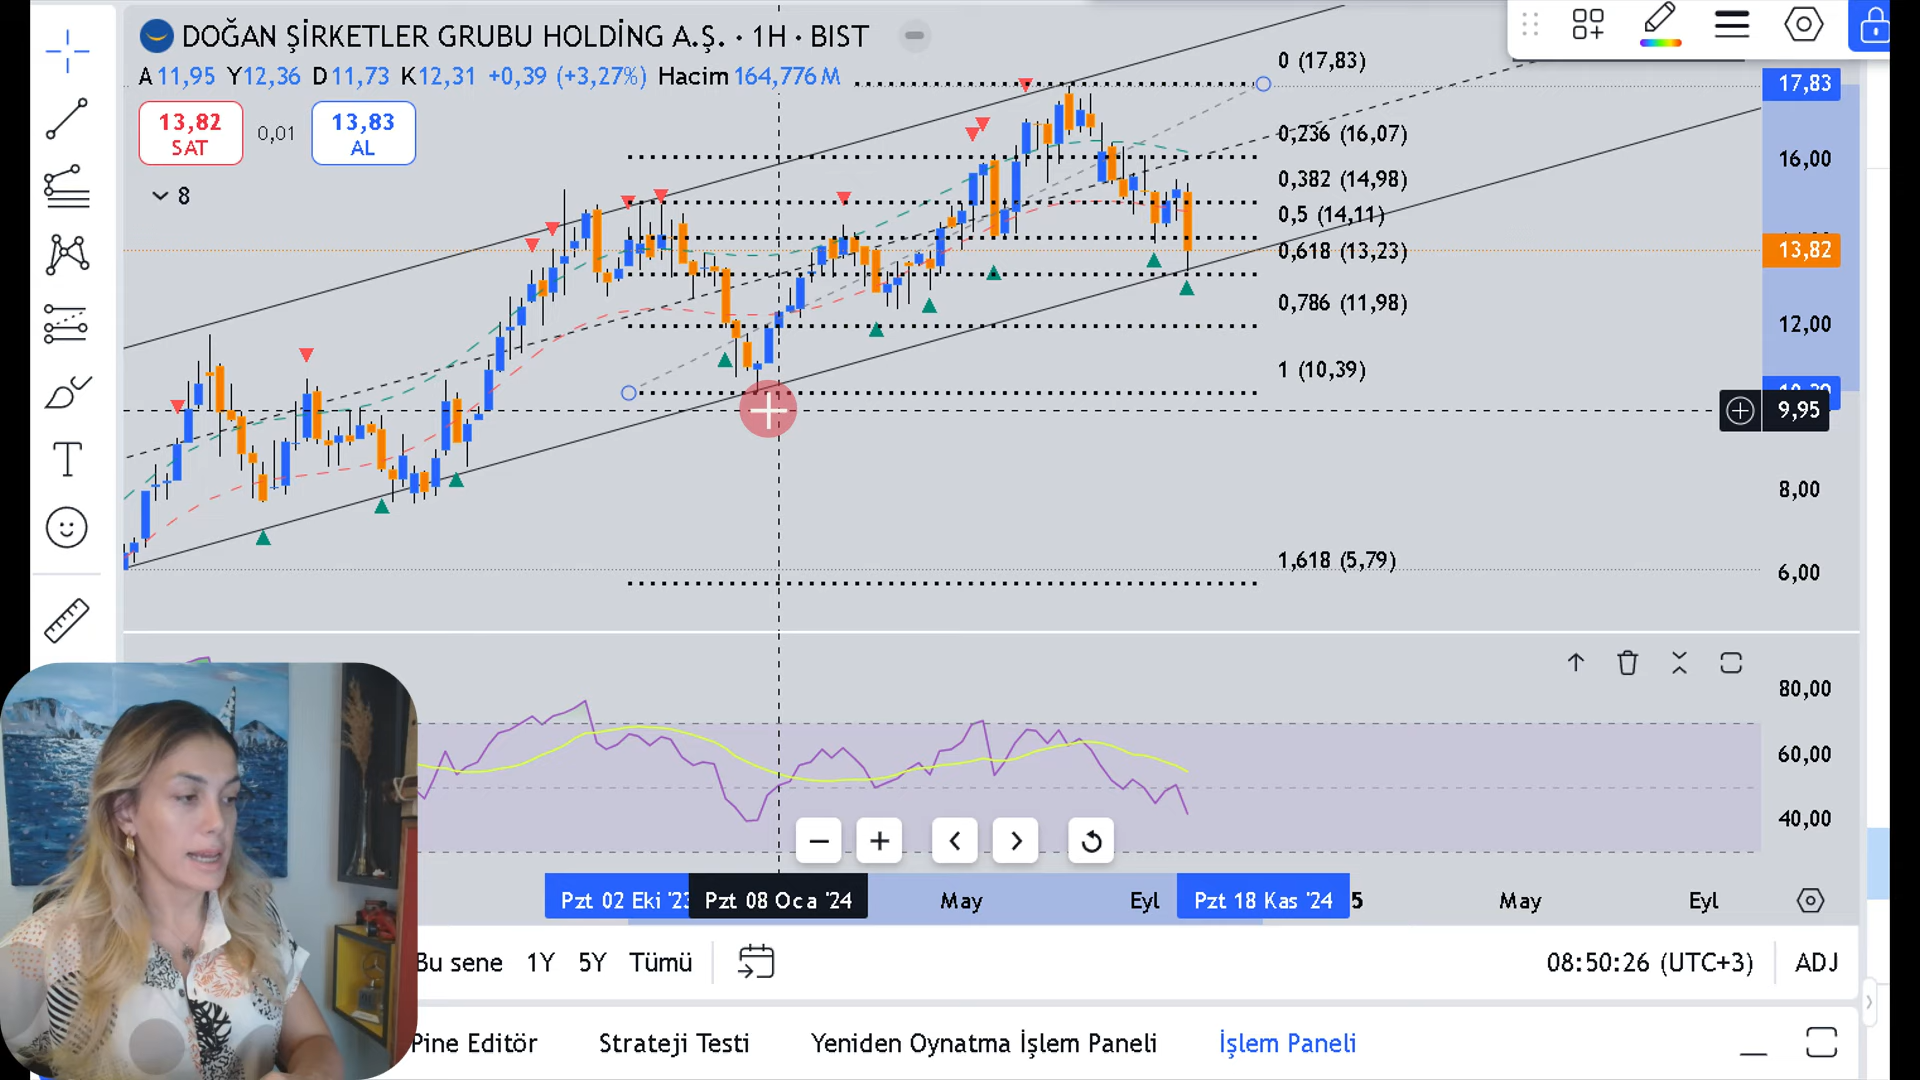 DOĞAN ŞİRKETLER GRUBU HOLDİNG A.Ş. · 1H · BIST
A11,95 Y12,36 D11,73 K12,31 +0,39 (+3,27%) Hacim 164,776M
13,82
SAT
0,01
13,83
AL
8
0 (17,83)
0,236 (16,07)
0,382 (14,98)
0,5 (14,11)
0,618 (13,23)
0,786 (11,98)
1 (10,39)
1,618 (5,79)
17,83
16,00
13,82
12,00
9,95
8,00
6,00
80,00
60,00
40,00
Pzt 02 Eki '23
Pzt 08 Oca '24
May
Eyl
Pzt 18 Kas '24
5
May
Eyl
Bu sene 1Y 5Y Tümü
08:50:26 (UTC+3) ADJ
Pine Editör Strateji Testi Yeniden Oynatma İşlem Paneli İşlem Paneli